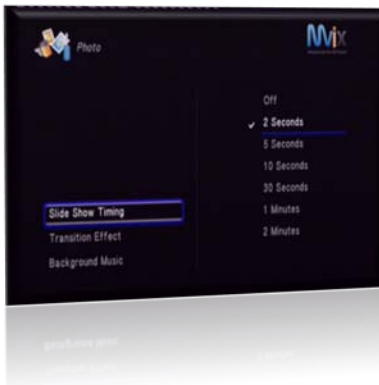 Photo
Mvix
Off
2 Seconds
5 Seconds
10 Seconds
30 Seconds
1 Minutes
2 Minutes
Slide Show Timing
Transition Effect
Background Music